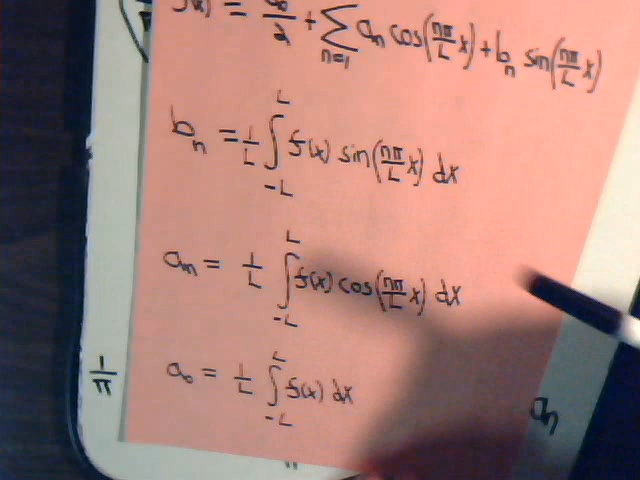 f(x) = a₀/2 + ∑ₙ₌₁ aₙ cos(nπ/L x) + bₙ sin(nπ/L x)
bₙ = 1/L ∫₋L^L f(x) sin(nπ/L x) dx
aₙ = 1/L ∫₋L^L f(x) cos(nπ/L x) dx
a₀ = 1/L ∫₋L^L f(x) dx
1/π
aₙ